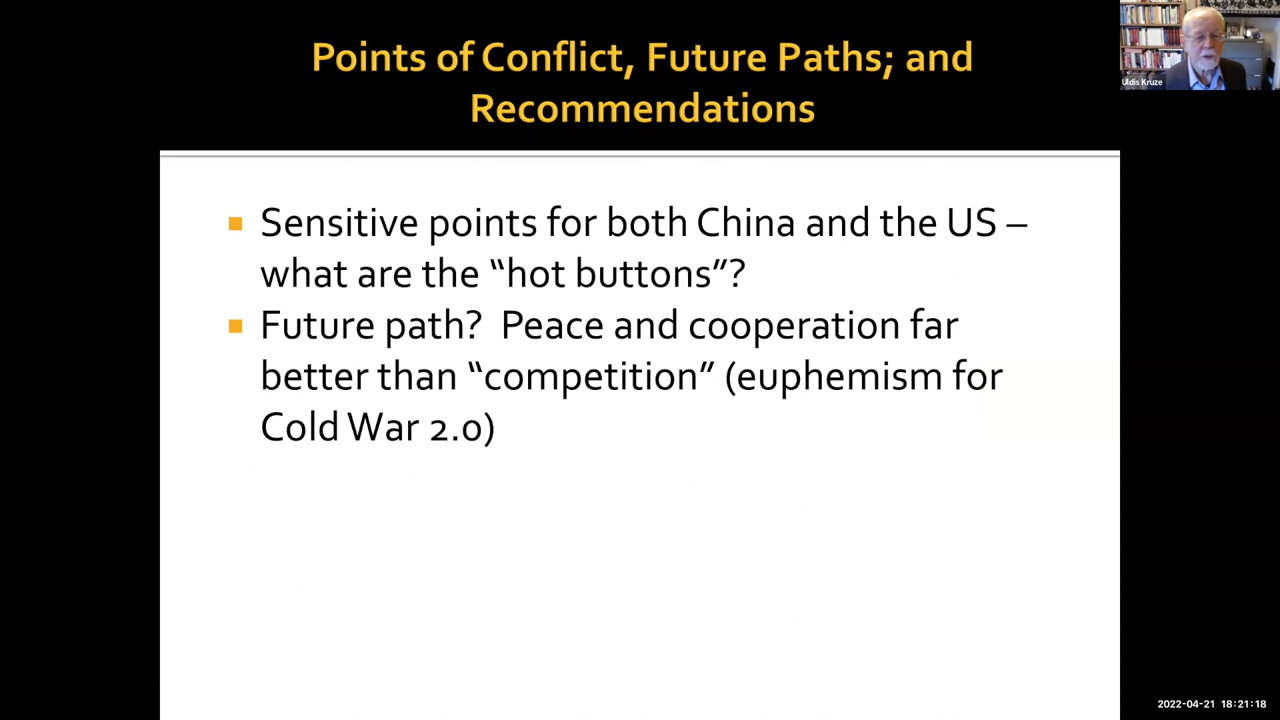 Points of Conflict, Future Paths; and
Recommendations
Uldis Kruze
▪ Sensitive points for both China and the US –
what are the “hot buttons”?
▪ Future path? Peace and cooperation far
better than “competition” (euphemism for
Cold War 2.0)
2022-04-21 18:21:18